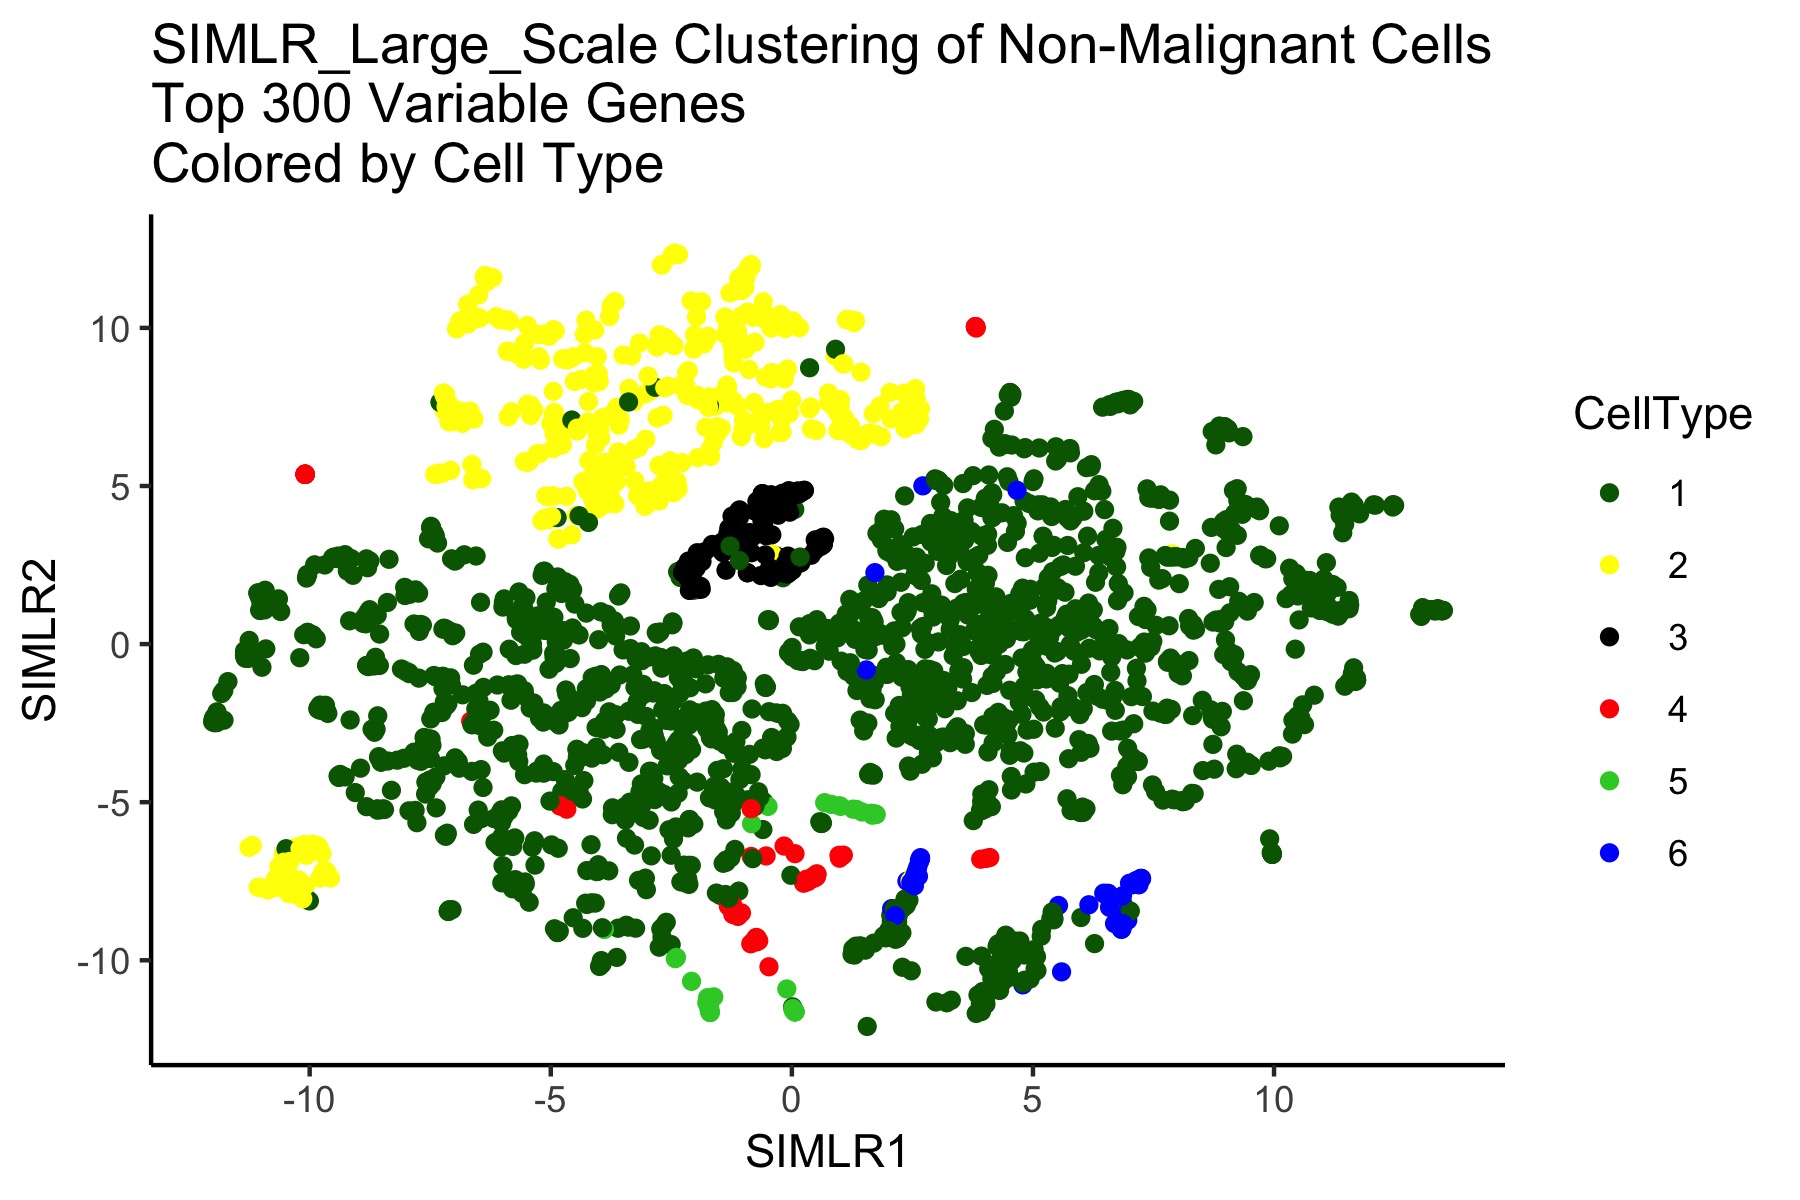 SIMLR_Large_Scale Clustering of Non-Malignant Cells
Top 300 Variable Genes
Colored by Cell Type
SIMLR2
10
5
0
-5
-10
-10 -5 0 5 10
SIMLR1
CellType
1
2
3
4
5
6